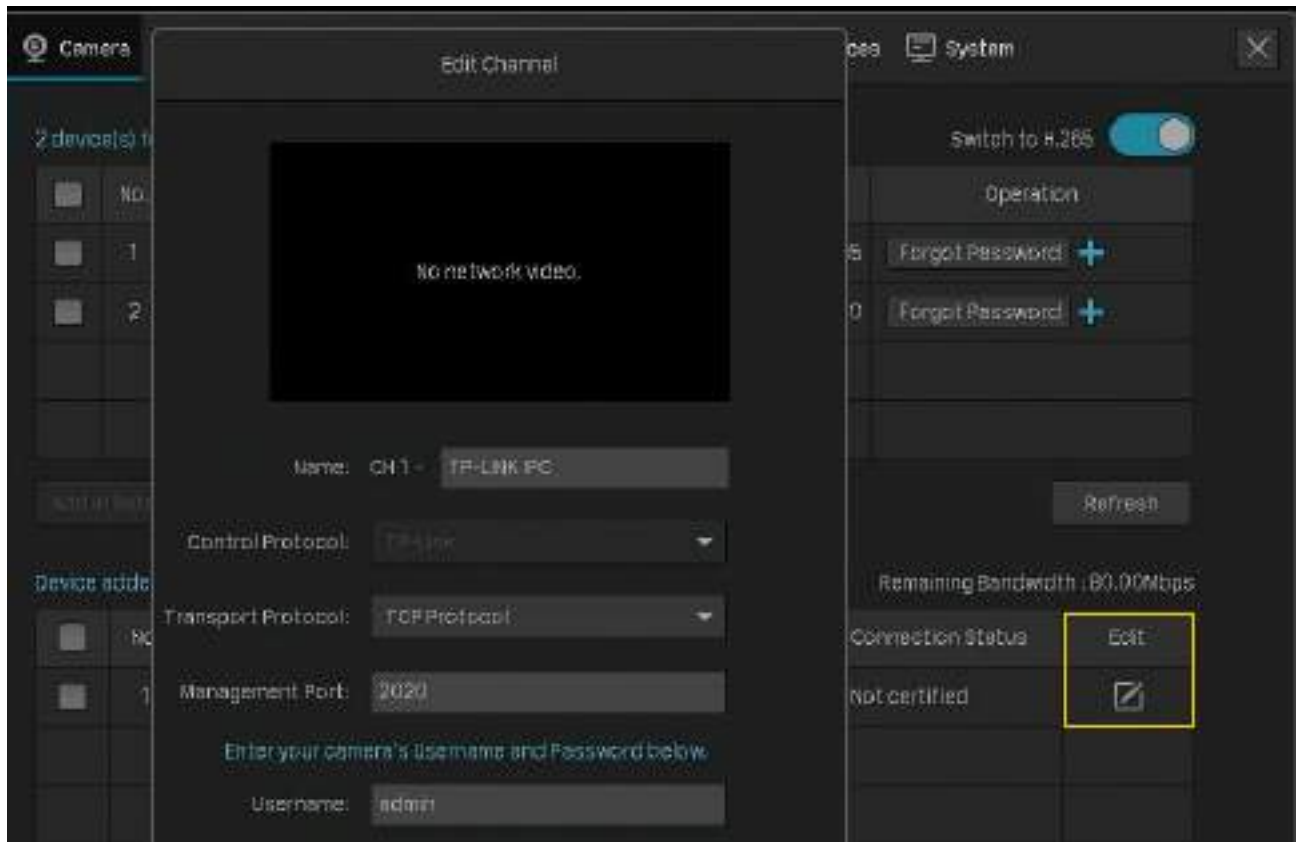 Camera
Edit Channel
System
2 device(s)
Switch to H.265
No.
Operation
No network video.
1
Forgot Password
2
Forgot Password
Name: CH 1 - TP-LINK IPC
Refresh
Control Protocol: TP-Link
Device adde
Remaining Bandwidth : 80.00Mbps
Transport Protocol: TCP Protocol
Connection Status
Edit
Management Port: 2020
1
Not certified
Enter your camera's Username and Password below.
Username: admin